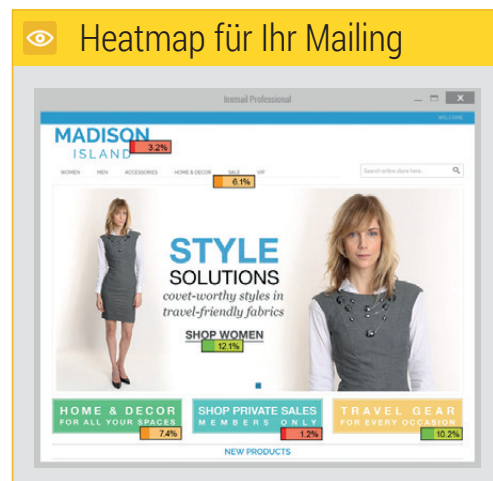 Heatmap für Ihr Mailing
Inxmail Professional
WELCOME
MADISON
ISLAND
3.2%
WOMEN MEN ACCESSORIES HOME & DECOR SALE VIP
Search entire store here...
6.1%
STYLE
SOLUTIONS
covet-worthy styles in
travel-friendly fabrics
SHOP WOMEN
12.1%
HOME & DECOR
FOR ALL YOUR SPACES
7.4%
SHOP PRIVATE SALES
MEMBERS ONLY
1.2%
TRAVEL GEAR
FOR EVERY OCCASION
10.2%
NEW PRODUCTS